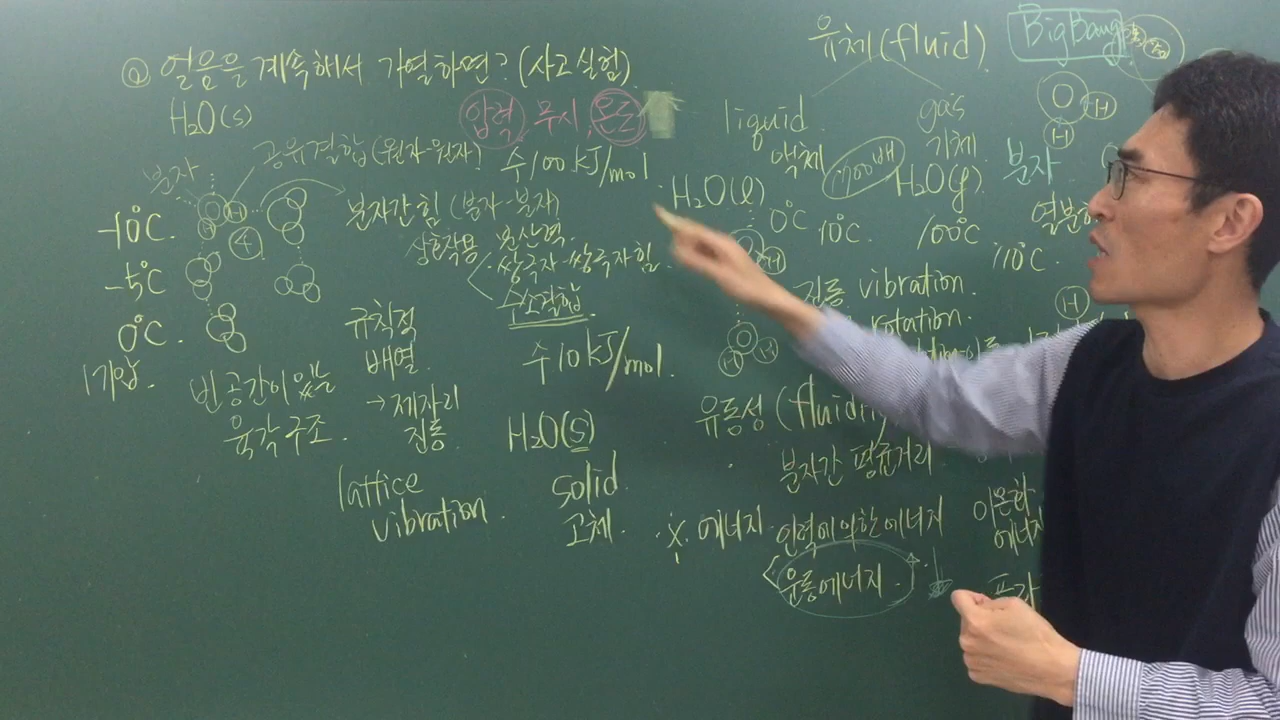 Q 얼음을 계속해서 가열하면? (사고실험)
H₂O(s)
압력 무시, 온도
분자
공유결합 (원자-원자) 수100 kJ/mol
O H
H 4
분자간 힘 (분자-분자)
상호작용 분산력
쌍극자-쌍극자힘
수소결합
수10 kJ/mol
-10℃
-5℃
0℃
1기압
빈 공간이 있는
육각구조
규칙적
배열
→ 제자리
진동
lattice
vibration
H₂O(s)
solid
고체
유체(fluid)
liquid
액체
gas
기체
1700배
H₂O(l)
H₂O(g)
0℃
10℃
100℃
110℃
진동 vibration
rotation
H
O
H H
유동성
분자간 평균거리
에너지
인력에 의한 에너지
운동에너지
Big Bang
O H
H
분자
H
이온화